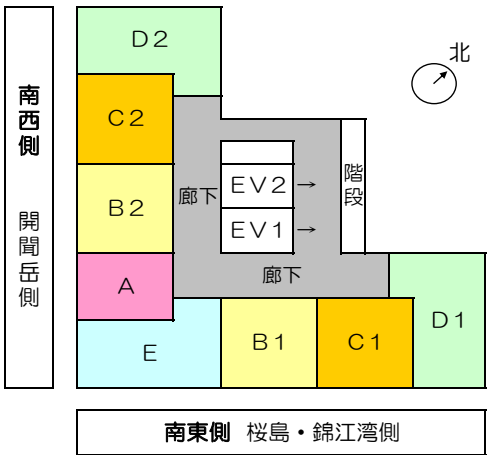 D2
北
C2
南西側 開聞岳側
廊下
EV2→
階段
B2
EV1→
廊下
A
D1
E
B1
C1
南東側 桜島・錦江湾側